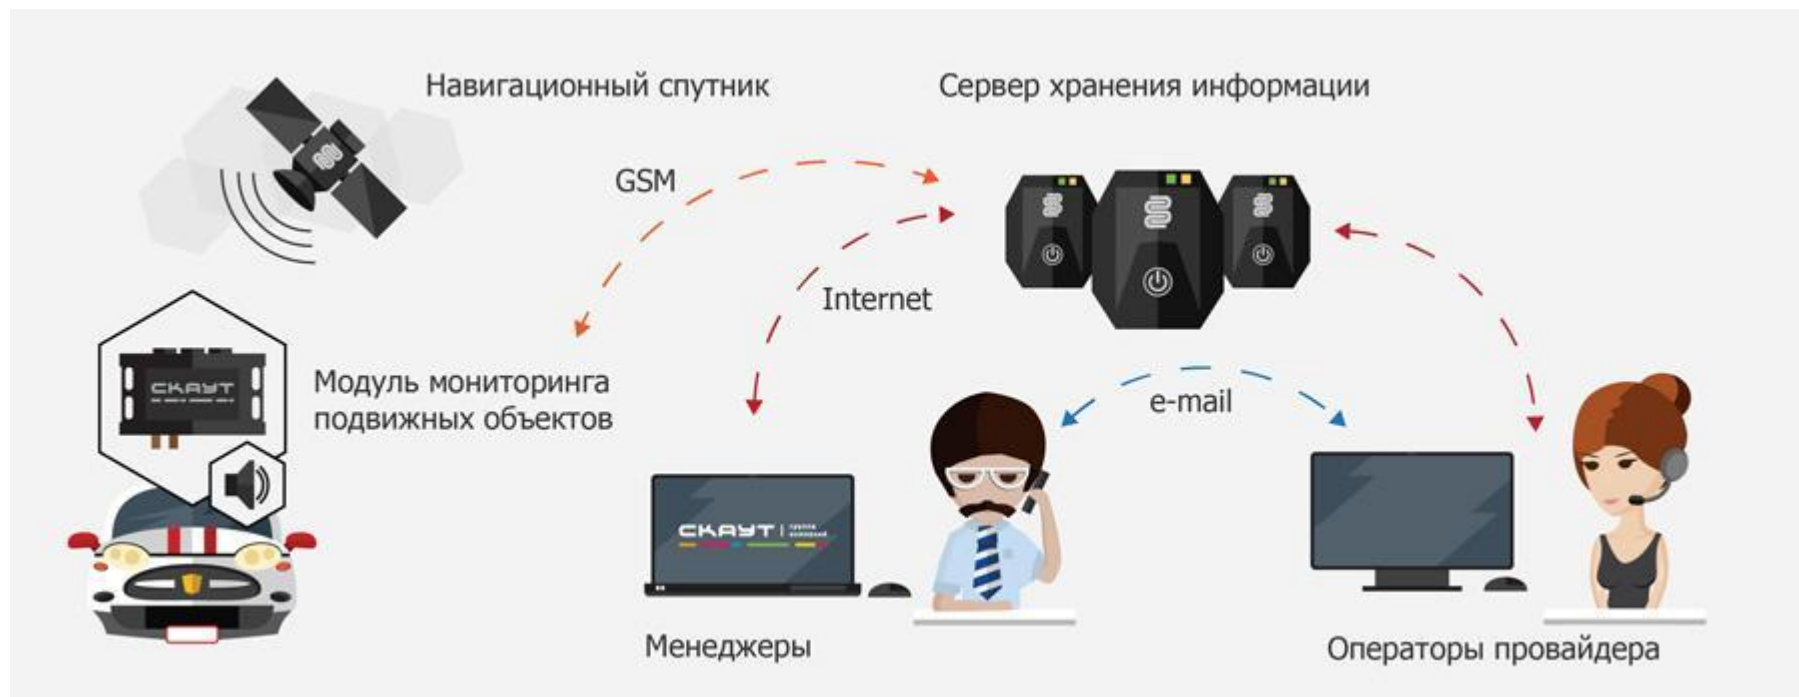 Навигационный спутник
Сервер хранения информации
GSM
Internet
СКАУТ
Модуль мониторинга
подвижных объектов
e-mail
СКАУТ
Менеджеры
Операторы провайдера